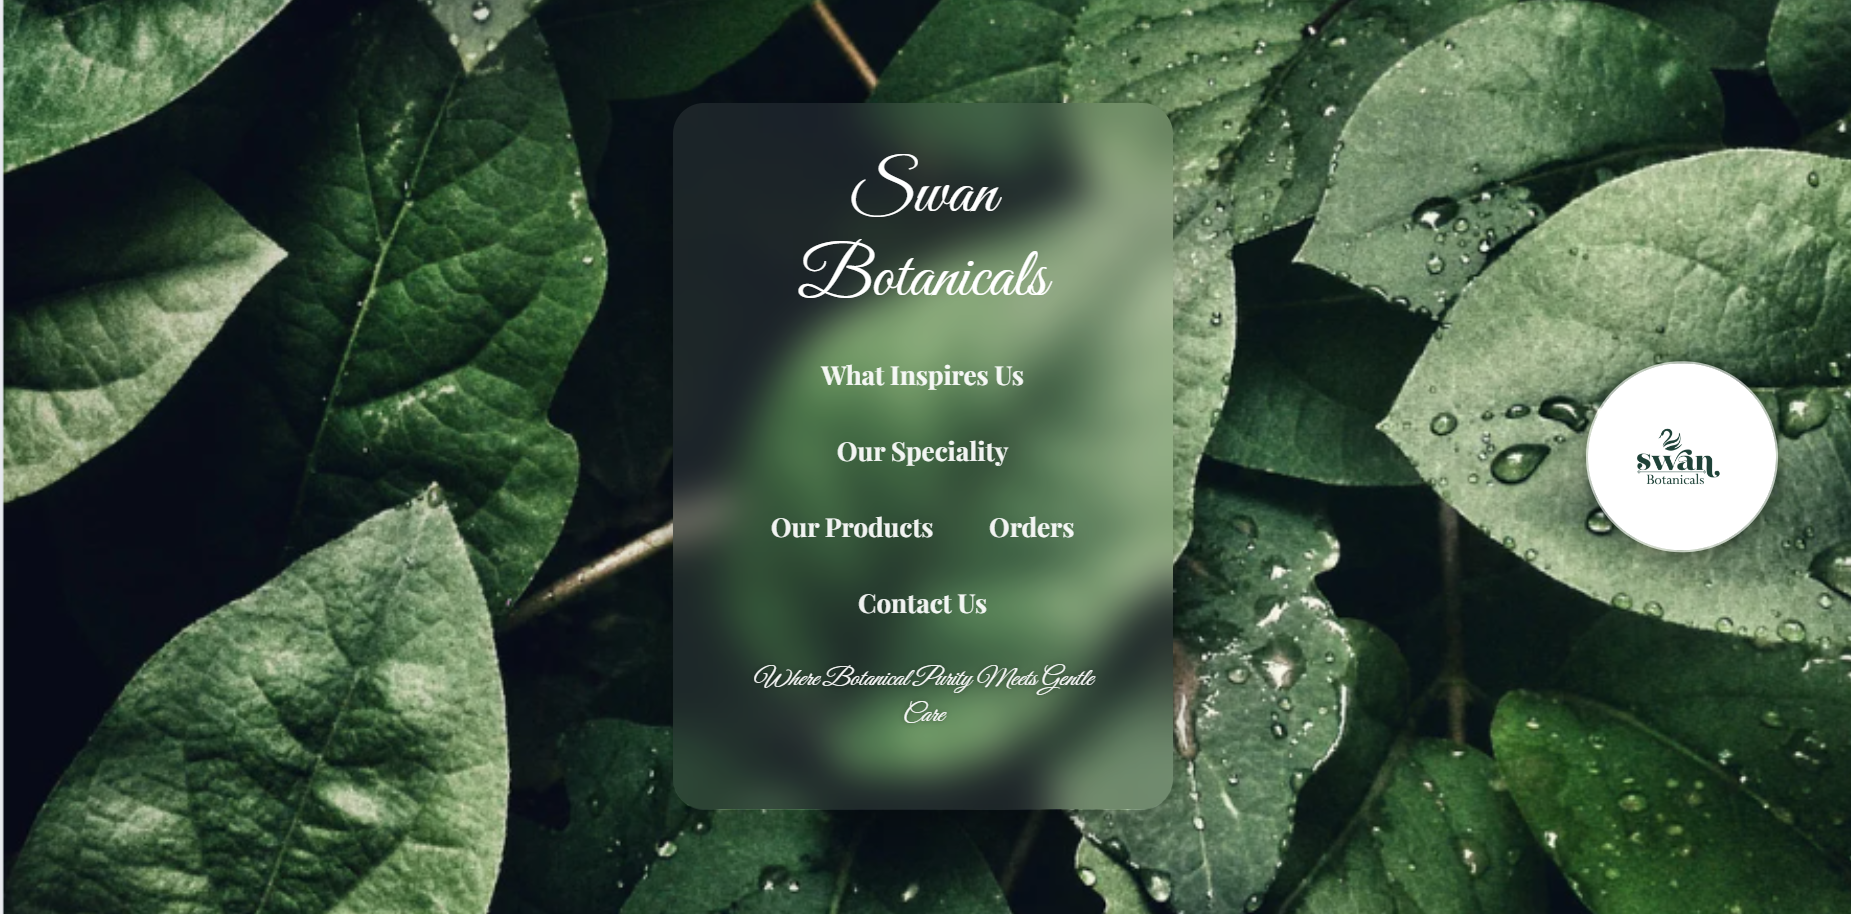 Swan
Botanicals
What Inspires Us
Our Speciality
Our Products Orders
Contact Us
Where Botanical Purity Meets Gentle
Care
swan
Botanicals